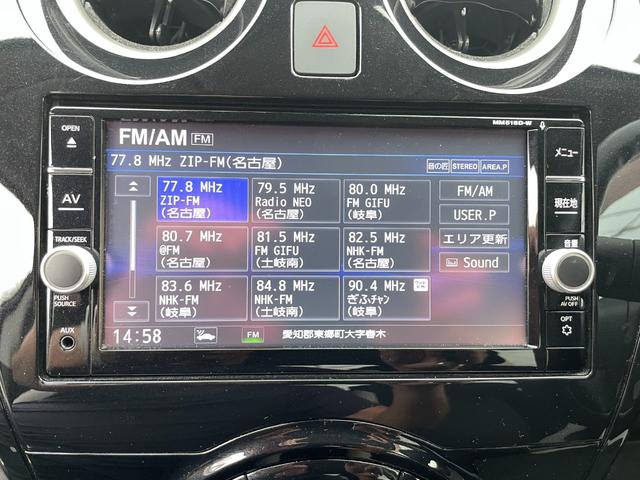 MM518D-W
OPEN
AV
TRACK/SEEK
PUSH
SOURCE
AUX
FM/AM FM
77.8 MHz ZIP-FM(名古屋)
音の匠 STEREO AREA.P
77.8 MHz
ZIP-FM
(名古屋)
79.5 MHz
Radio NEO
(名古屋)
80.0 MHz
FM GIFU
(岐阜)
80.7 MHz
@FM
(名古屋)
81.5 MHz
FM GIFU
(土岐南)
82.5 MHz
NHK-FM
(名古屋)
83.6 MHz
NHK-FM
(岐阜)
84.8 MHz
NHK-FM
(土岐南)
90.4 MHz
ぎふチャン
(岐阜)
FM/AM
USER.P
エリア更新
Sound
14:58
FM
愛知郡東郷町大字春木
メニュー
現在地
音量
PUSH
AV OFF
OPT